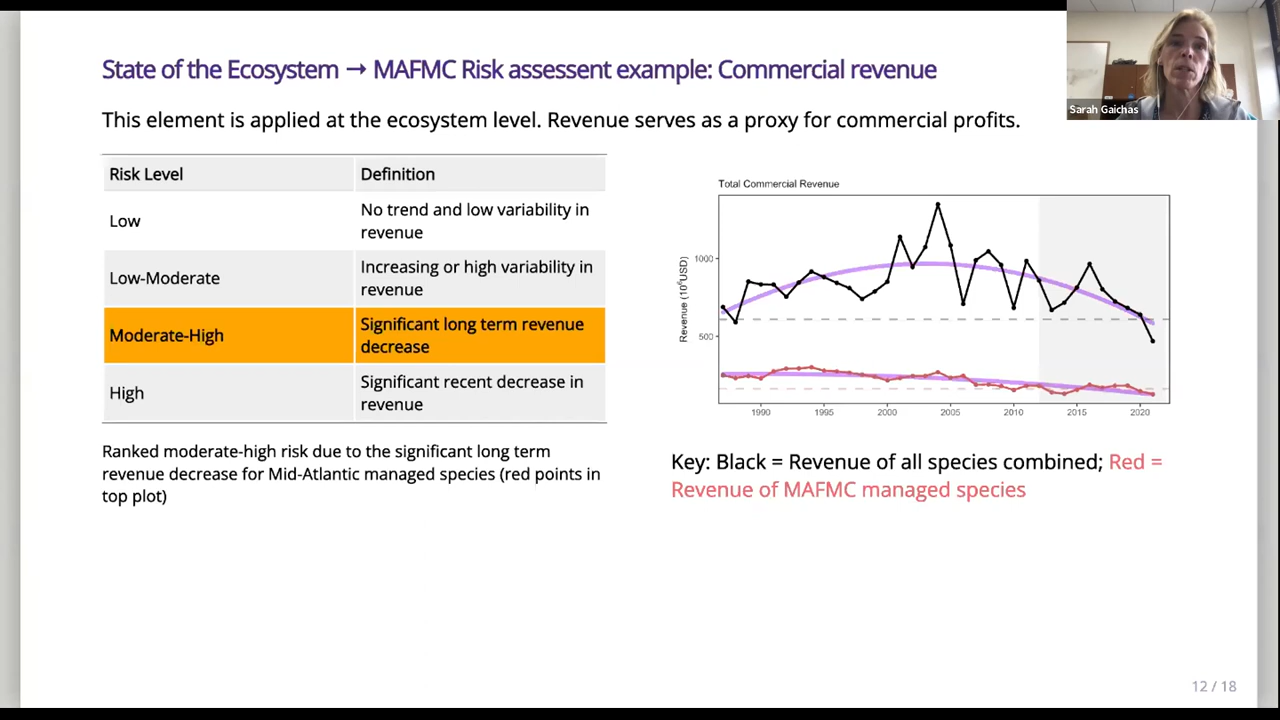 State of the Ecosystem → MAFMC Risk assessent example: Commercial revenue
Sarah Gaichas
This element is applied at the ecosystem level. Revenue serves as a proxy for commercial profits.
Risk Level
Definition
Low
No trend and low variability in
revenue
Low-Moderate
Increasing or high variability in
revenue
Moderate-High
Significant long term revenue
decrease
High
Significant recent decrease in
revenue
Ranked moderate-high risk due to the significant long term
revenue decrease for Mid-Atlantic managed species (red points in
top plot)
Total Commercial Revenue
Revenue (10⁶USD)
1000
500
1990
1995
2000
2005
2010
2015
2020
Key: Black = Revenue of all species combined; Red =
Revenue of MAFMC managed species
12 / 18